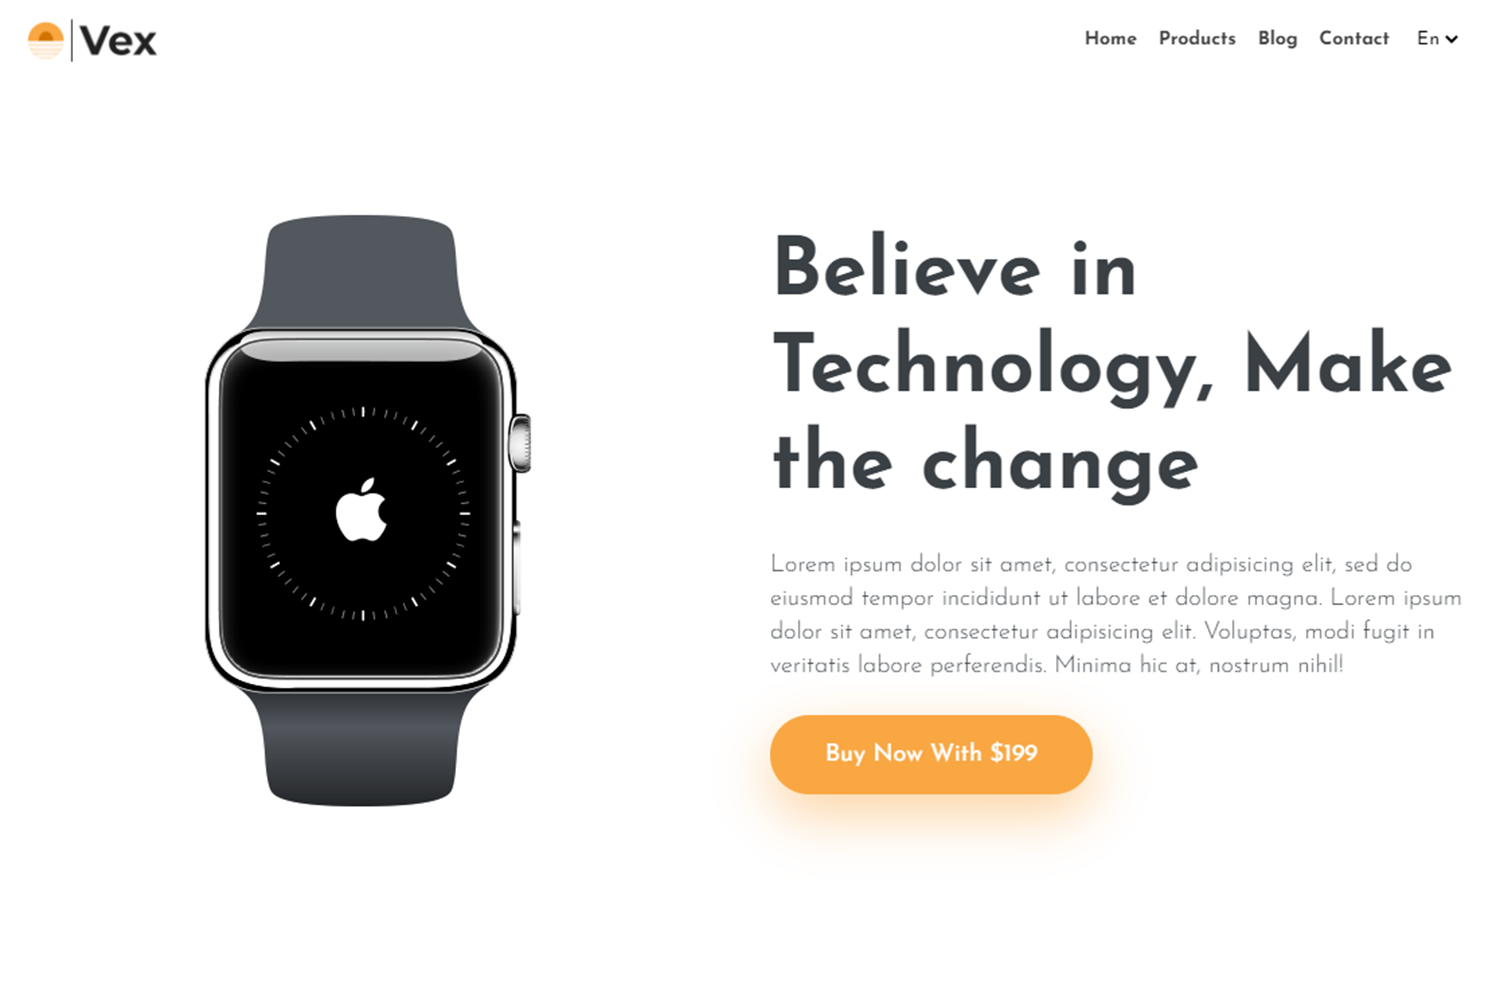 Vex
Home Products Blog Contact En
Believe in
Technology, Make
the change
Lorem ipsum dolor sit amet, consectetur adipisicing elit, sed do
eiusmod tempor incididunt ut labore et dolore magna. Lorem ipsum
dolor sit amet, consectetur adipisicing elit. Voluptas, modi fugit in
veritatis labore perferendis. Minima hic at, nostrum nihil!
Buy Now With $199